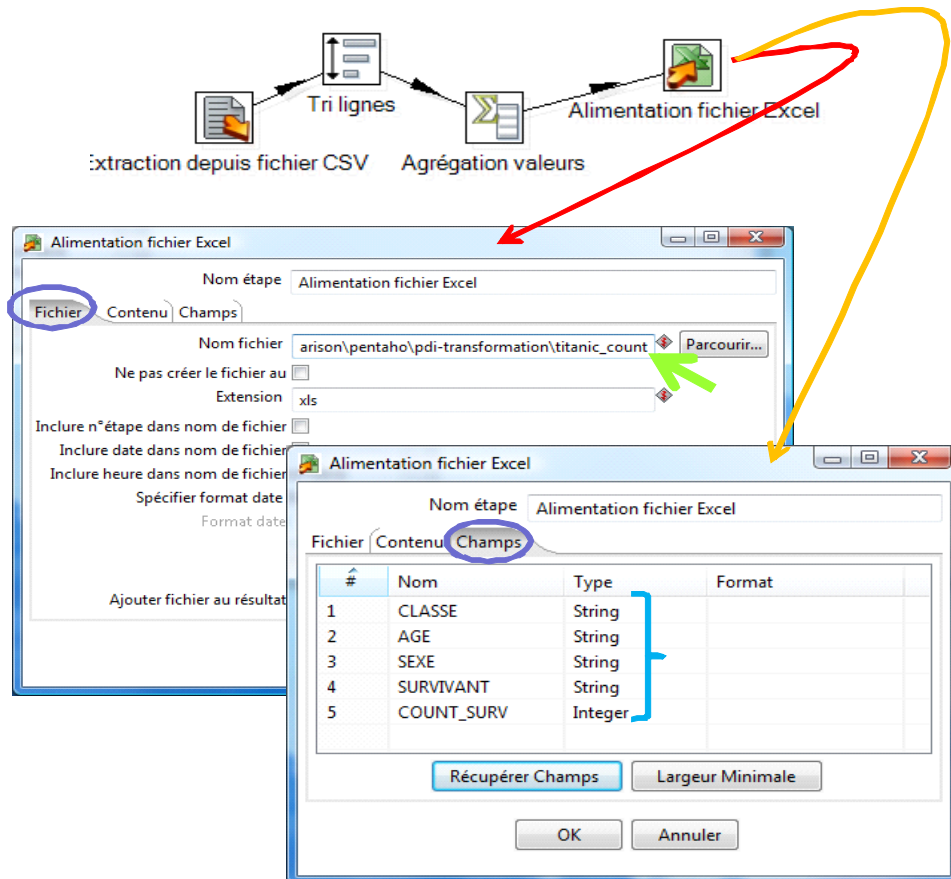 Tri lignes
Alimentation fichier Excel
Extraction depuis fichier CSV
Agrégation valeurs
Alimentation fichier Excel
Nom étape Alimentation fichier Excel
Fichier Contenu Champs
Nom fichier arison\pentaho\pdi-transformation\titanic_count Parcourir...
Ne pas créer le fichier au
Extension xls
Inclure n°étape dans nom de fichier
Inclure date dans nom de fichier
Inclure heure dans nom de fichier
Spécifier format date
Format date
Ajouter fichier au résultat
Alimentation fichier Excel
Nom étape Alimentation fichier Excel
Fichier Contenu Champs
# Nom Type Format
1 CLASSE String
2 AGE String
3 SEXE String
4 SURVIVANT String
5 COUNT_SURV Integer
Récupérer Champs Largeur Minimale
OK Annuler